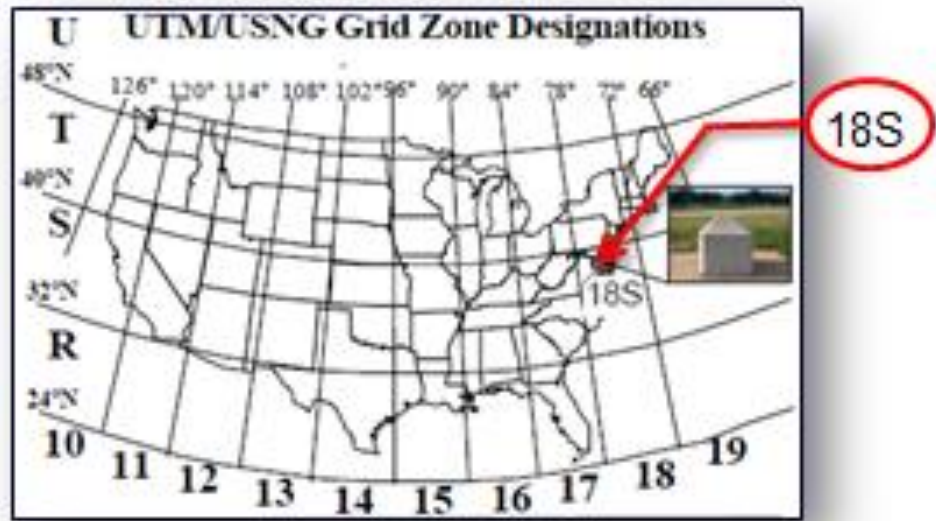 U UTM/USNG Grid Zone Designations
48°N
126° 120° 114° 108° 102° 96° 90° 84° 78° 72° 66°
T
18S
40°N
S
18S
32°N
R
24°N
10 11 12 13 14 15 16 17 18 19